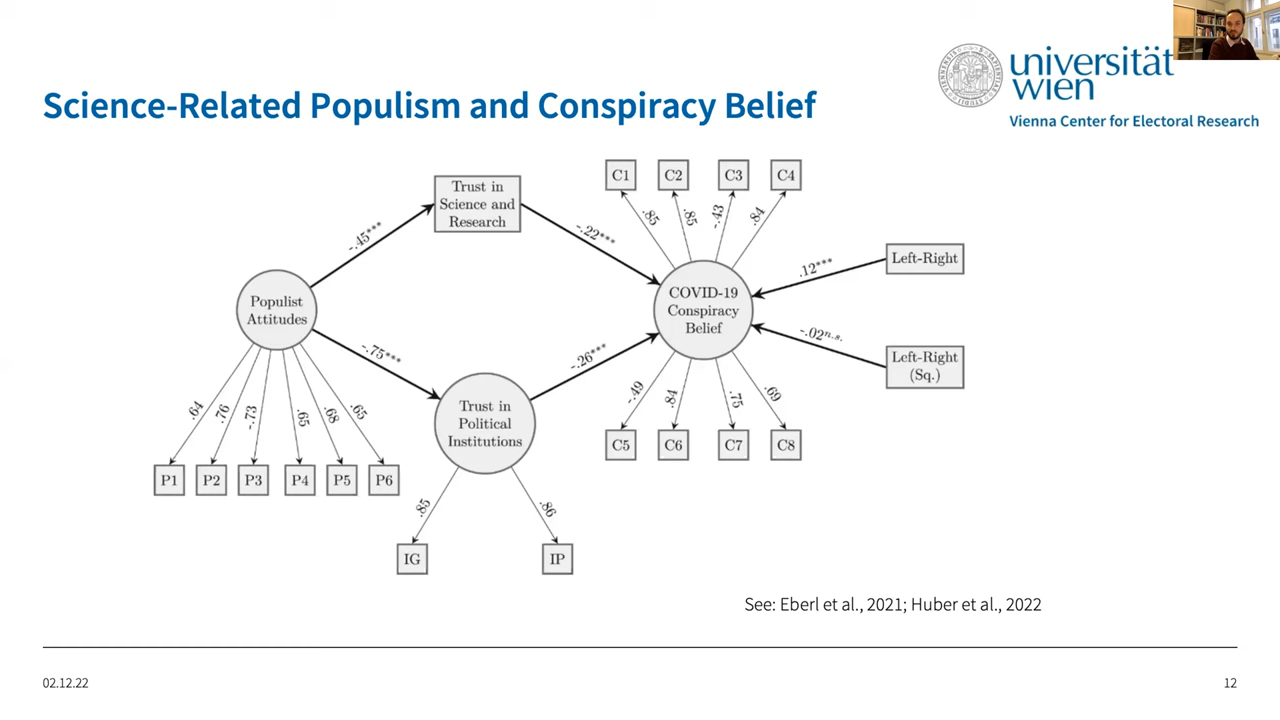 universität
wien
Vienna Center for Electoral Research
Science-Related Populism and Conspiracy Belief
C1
C2
C3
C4
Trust in
Science and
Research
.85
.85
-.43
.84
-.45***
-.22***
Left-Right
.12***
Populist
Attitudes
COVID-19
Conspiracy
Belief
-.02n.s.
Left-Right
(Sq.)
-.75***
-.26***
Trust in
Political
Institutions
-.49
.84
.75
.69
.64
.76
-.73
.65
.68
.65
C5
C6
C7
C8
P1
P2
P3
P4
P5
P6
.85
.86
IG
IP
See: Eberl et al., 2021; Huber et al., 2022
02.12.22
12